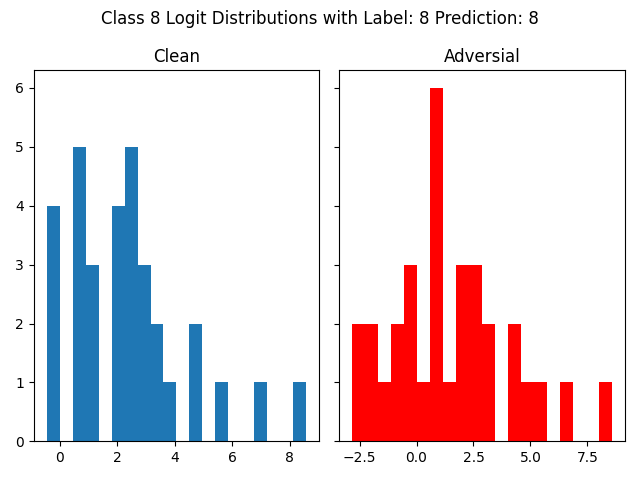 Class 8 Logit Distributions with Label: 8 Prediction: 8
Clean
Adversial
6
5
4
3
2
1
0
0 2 4 6 8
−2.5 0.0 2.5 5.0 7.5